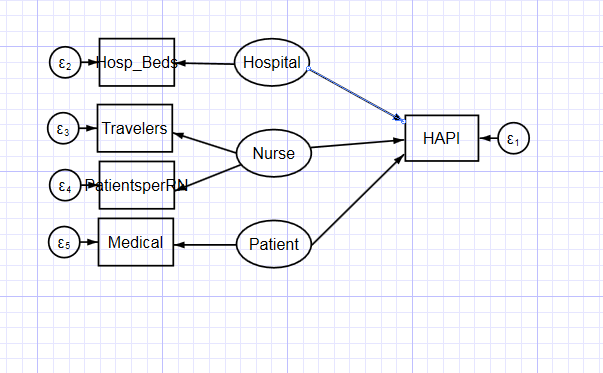 ε2
Hosp_Beds
Hospital
ε3
Travelers
Nurse
HAPI
ε1
ε4
PatientsperRN
ε5
Medical
Patient